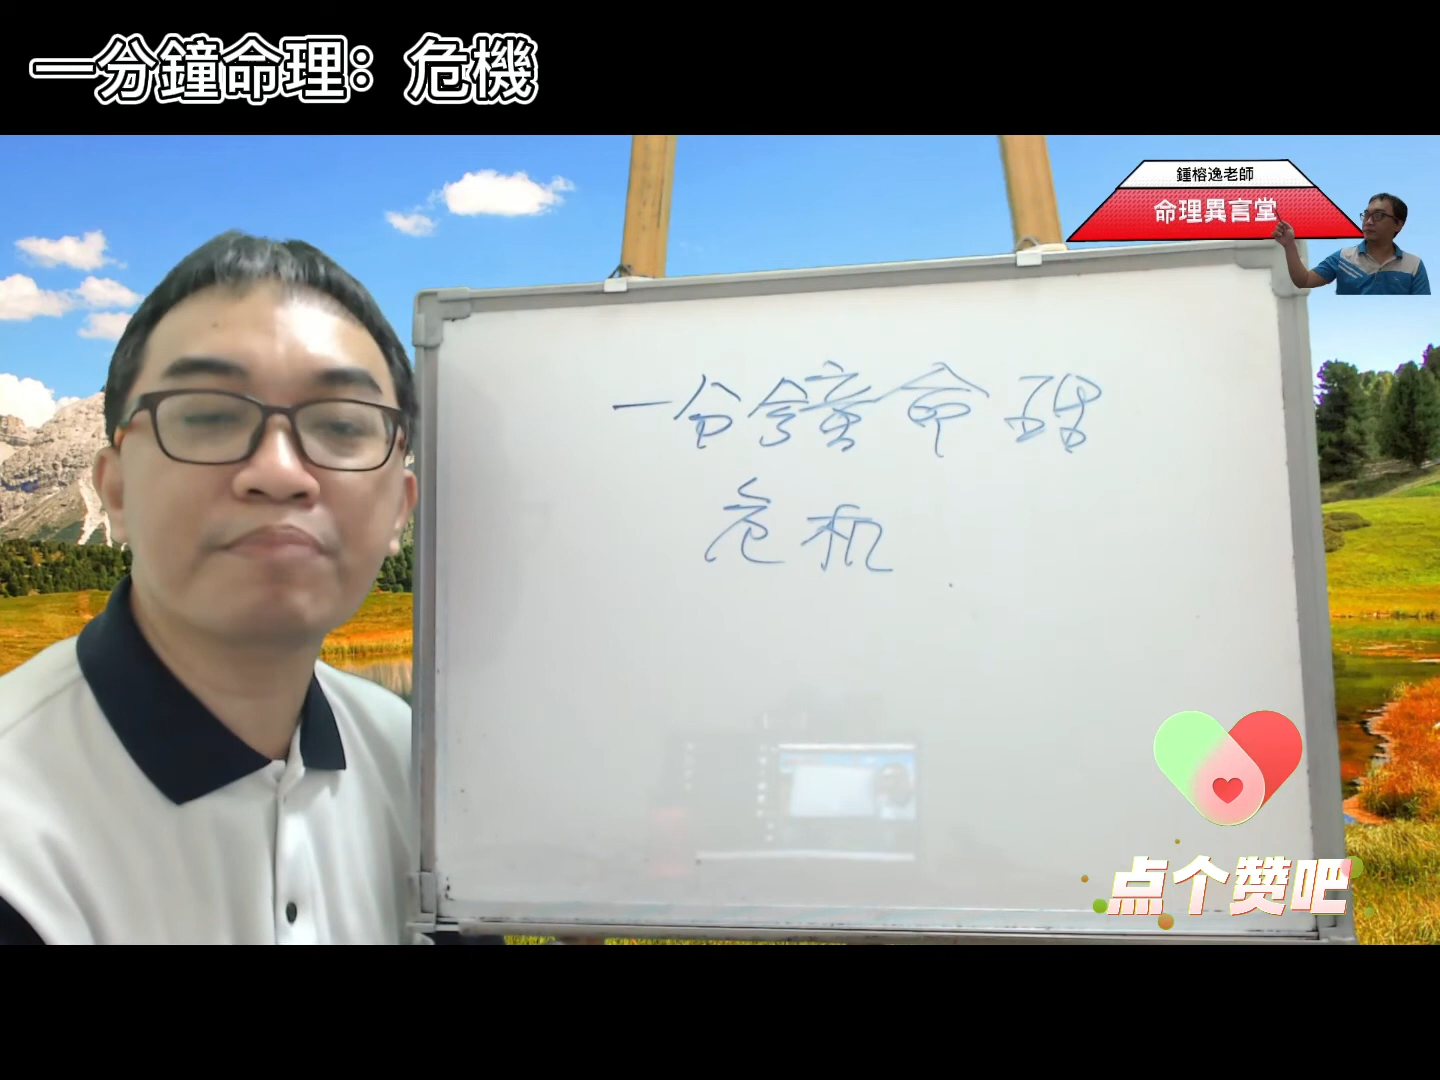 一分鐘命理：危機
鍾榕逸老師
命理異言堂
一分鐘命理
危机
点个赞吧